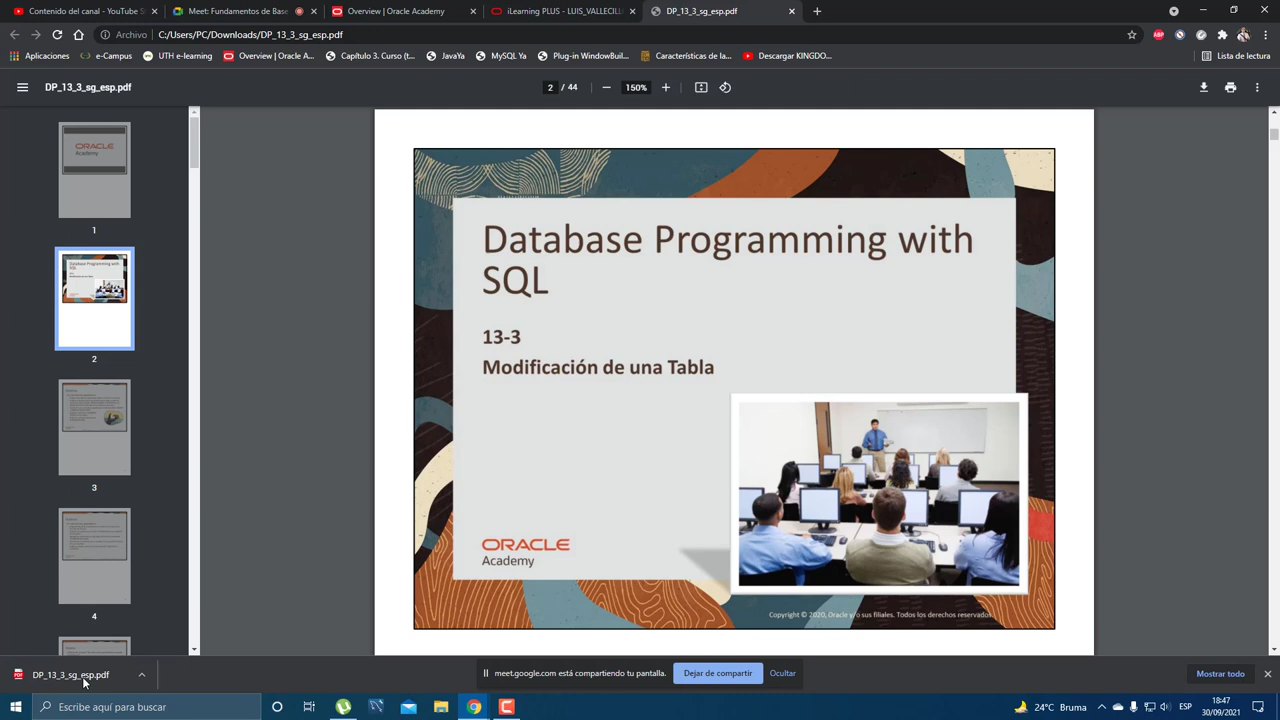 Contenido del canal - YouTube S
Meet: Fundamentos de Base
Overview | Oracle Academy
iLearning PLUS - LUIS_VALLECILL
DP_13_3_sg_esp.pdf
Archivo | C:/Users/PC/Downloads/DP_13_3_sg_esp.pdf
ABP
Aplicaciones
e-Campus
UTH e-learning
Overview | Oracle A...
Capítulo 3. Curso (t...
JavaYa
MySQL Ya
Plug-in WindowBuil...
Características de la...
Descargar KINGDO...
Lista de lectura
DP_13_3_sg_esp.pdf
2 / 44
150%
ORACLE
Academy
1
2
3
4
Database Programming with
SQL
13-3
Modificación de una Tabla
ORACLE
Academy
Copyright © 2020, Oracle y/o sus filiales. Todos los derechos reservados.
DP_13_3_sg_esp.pdf
meet.google.com está compartiendo tu pantalla.
Dejar de compartir
Ocultar
Mostrar todo
Escribe aquí para buscar
24°C Bruma
ESP
18:47
30/09/2021